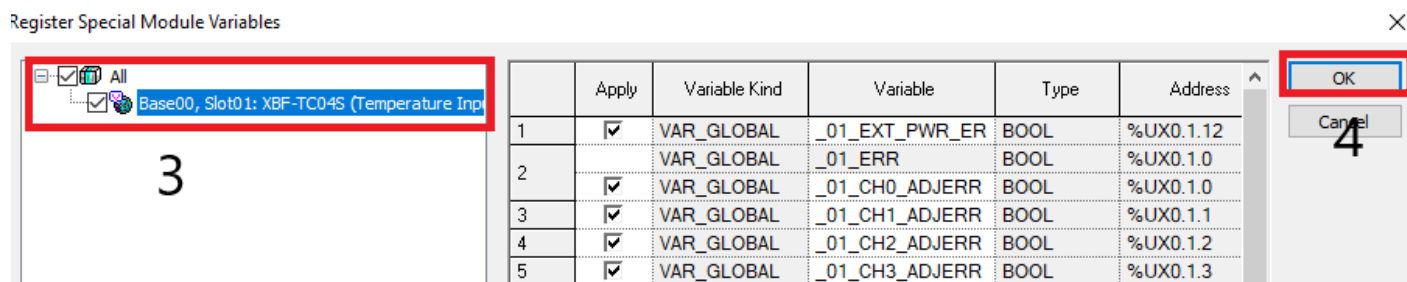 Register Special Module Variables
All
Base00, Slot01: XBF-TC04S (Temperature Inpu
3
Apply Variable Kind Variable Type Address
1 VAR_GLOBAL _01_EXT_PWR_ER BOOL %UX0.1.12
2 VAR_GLOBAL _01_ERR BOOL %UX0.1.0
VAR_GLOBAL _01_CH0_ADJERR BOOL %UX0.1.0
3 VAR_GLOBAL _01_CH1_ADJERR BOOL %UX0.1.1
4 VAR_GLOBAL _01_CH2_ADJERR BOOL %UX0.1.2
5 VAR_GLOBAL _01_CH3_ADJERR BOOL %UX0.1.3
OK
Cancel
4